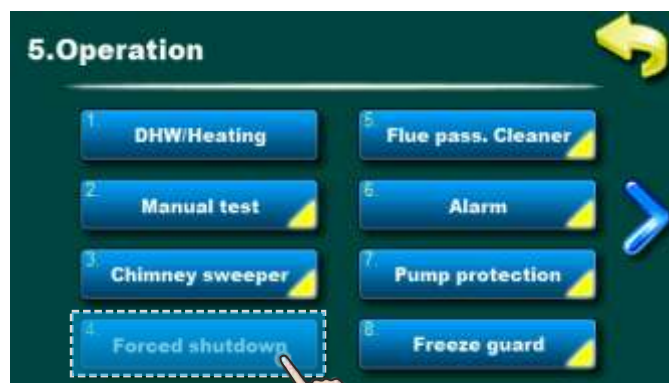 5.Operation
1. DHW/Heating
2. Manual test
3. Chimney sweeper
4. Forced shutdown
5. Flue pass. Cleaner
6. Alarm
7. Pump protection
8. Freeze guard